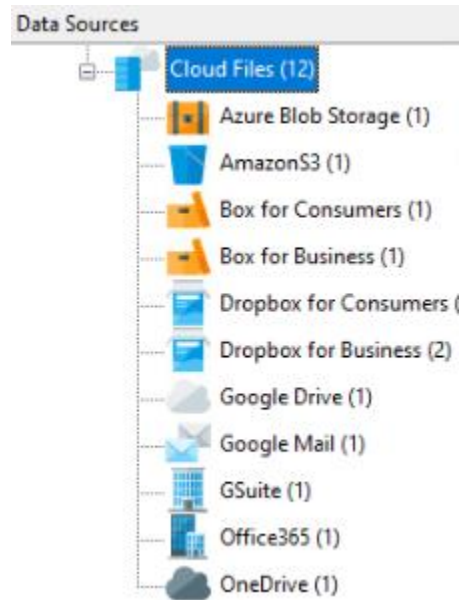 Data Sources
Cloud Files (12)
Azure Blob Storage (1)
AmazonS3 (1)
Box for Consumers (1)
Box for Business (1)
Dropbox for Consumers (
Dropbox for Business (2)
Google Drive (1)
Google Mail (1)
GSuite (1)
Office365 (1)
OneDrive (1)